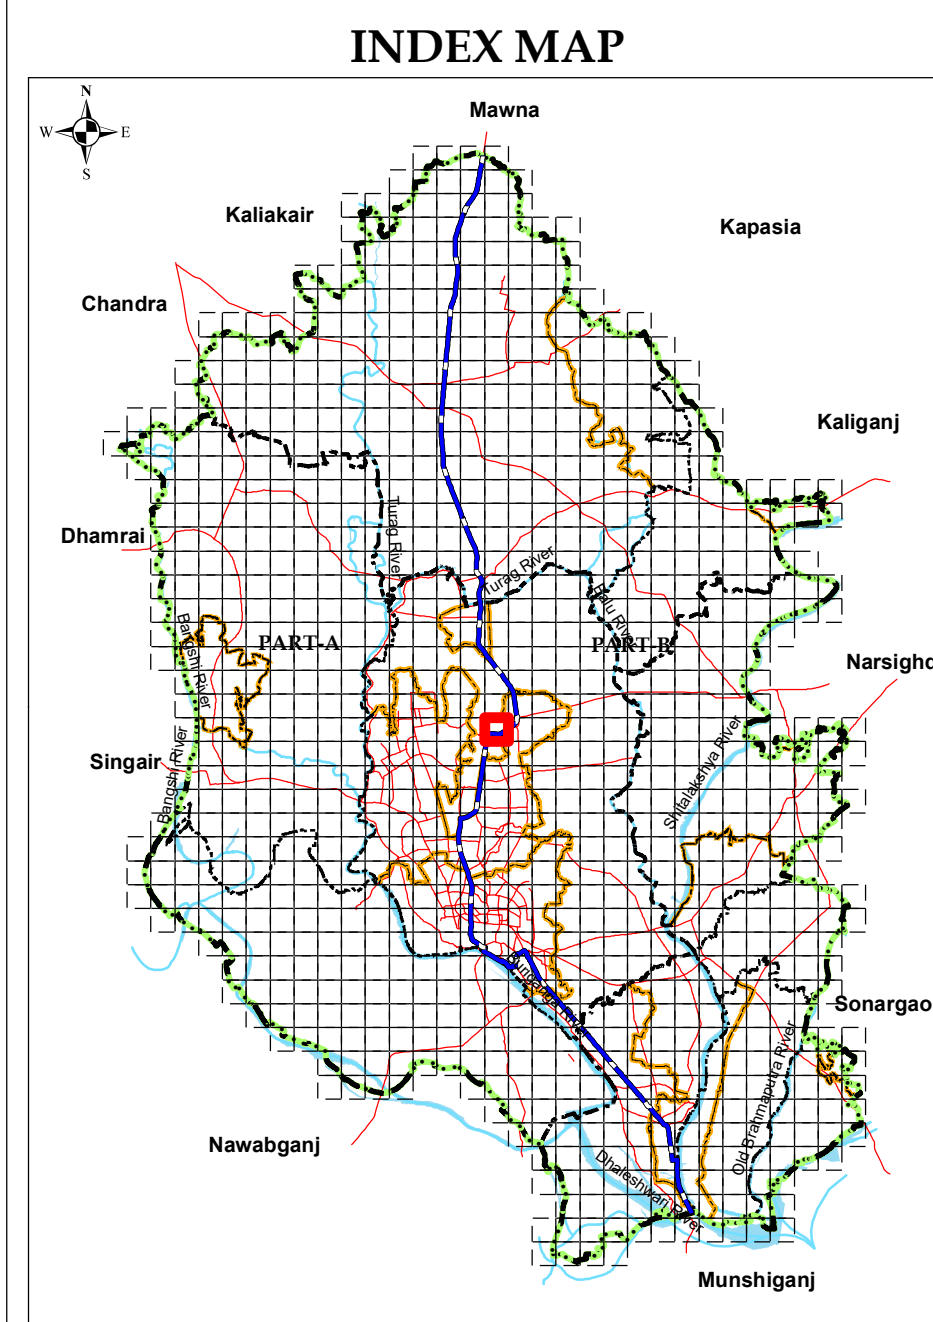 INDEX MAP
N
W E
S
Mawna
Kaliakair
Kapasia
Chandra
Kaliganj
Dhamrai
Turag River
Turag River
Balu River
Bangshi River
PART-A
PART-B
Narsighd
Singair
Bangshi River
Shitalakshya River
Buriganga River
Sonargao
Old Brahmaputra River
Nawabganj
Dhaleshwari River
Munshiganj